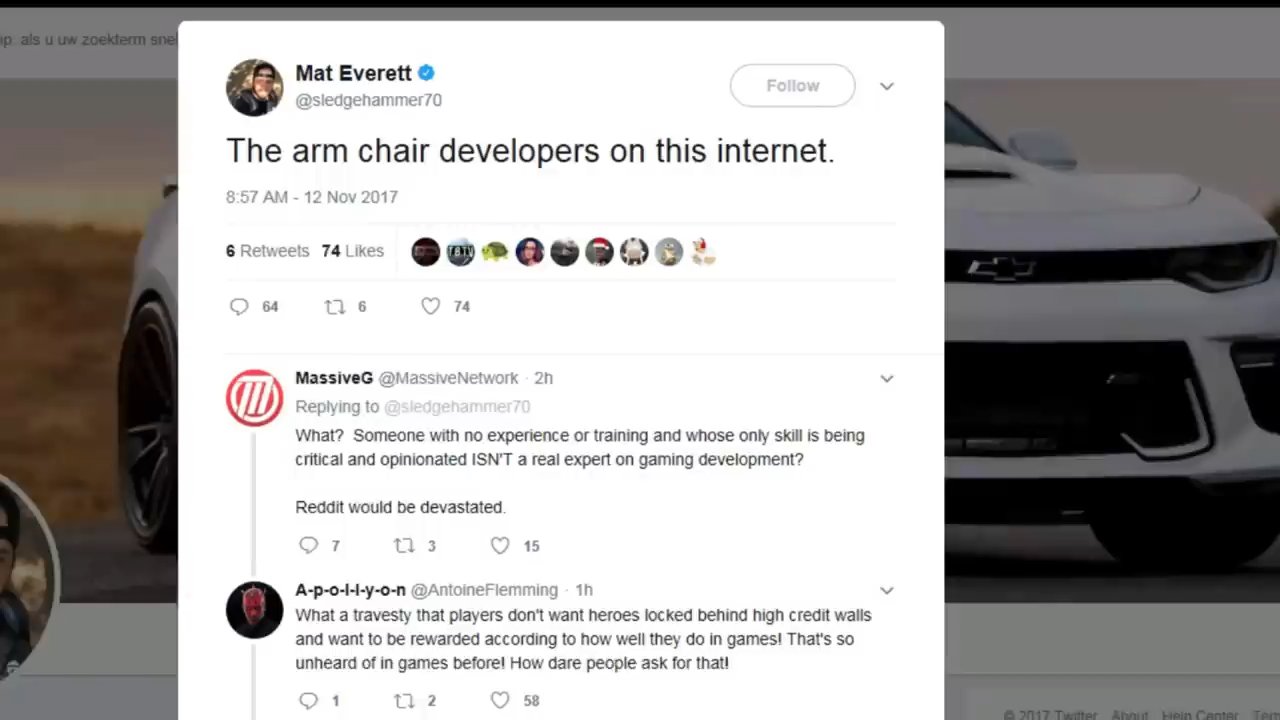 ip: als u uw zoekterm snel
Mat Everett
@sledgehammer70
Follow
The arm chair developers on this internet.
8:57 AM - 12 Nov 2017
6 Retweets 74 Likes
64 6 74
MassiveG @MassiveNetwork · 2h
Replying to @sledgehammer70
What? Someone with no experience or training and whose only skill is being
critical and opinionated ISN'T a real expert on gaming development?
Reddit would be devastated.
7 3 15
A-p-o-l-l-y-o-n @AntoineFlemming · 1h
What a travesty that players don't want heroes locked behind high credit walls
and want to be rewarded according to how well they do in games! That's so
unheard of in games before! How dare people ask for that!
1 2 58
© 2017 Twitter About Help Center Term